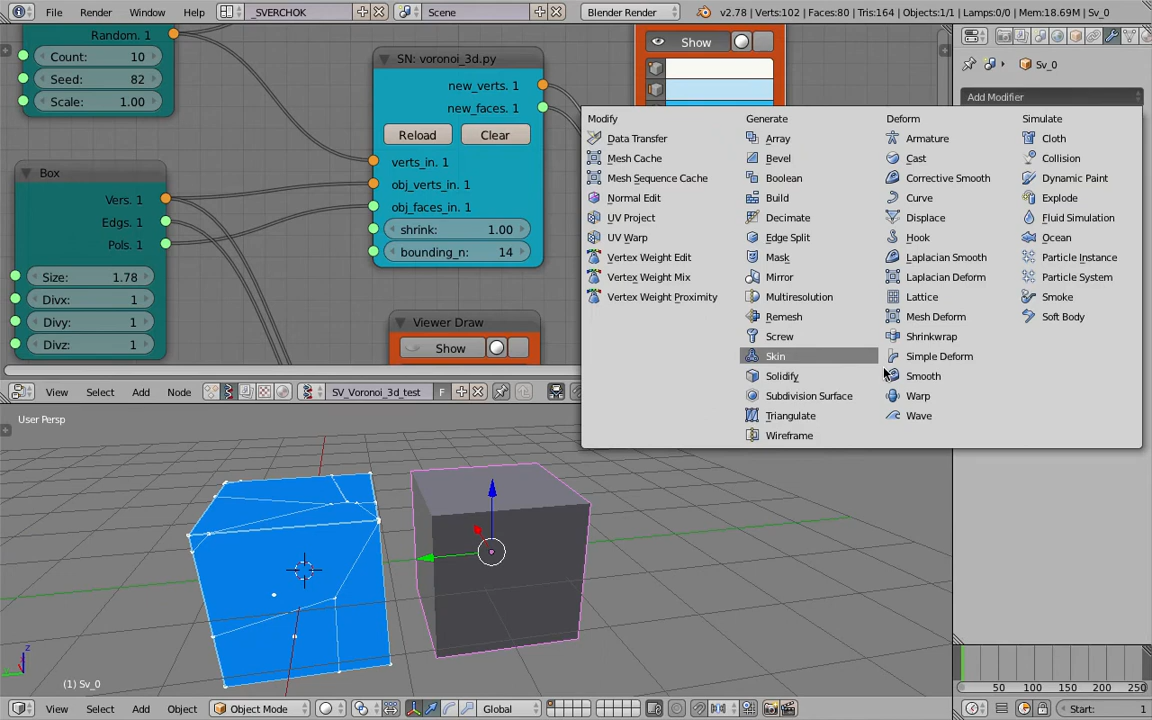 File
Render
Window
Help
_SVERCHOK
Scene
Blender Render
v2.78 | Verts:102 | Faces:80 | Tris:164 | Objects:1/1 | Lamps:0/0 | Mem:18.69M | Sv_0
Random. 1
Count: 10
Seed: 82
Scale: 1.00
SN: voronoi_3d.py
new_verts. 1
new_faces. 1
Reload
Clear
verts_in. 1
obj_verts_in. 1
obj_faces_in. 1
shrink: 1.00
bounding_n: 14
Box
Vers. 1
Edgs. 1
Pols. 1
Size: 1.78
Divx: 1
Divy: 1
Divz: 1
Viewer Draw
Show
Show
Sv_0
Add Modifier
Modify
Data Transfer
Mesh Cache
Mesh Sequence Cache
Normal Edit
UV Project
UV Warp
Vertex Weight Edit
Vertex Weight Mix
Vertex Weight Proximity
Generate
Array
Bevel
Boolean
Build
Decimate
Edge Split
Mask
Mirror
Multiresolution
Remesh
Screw
Skin
Solidify
Subdivision Surface
Triangulate
Wireframe
Deform
Armature
Cast
Corrective Smooth
Curve
Displace
Hook
Laplacian Smooth
Laplacian Deform
Lattice
Mesh Deform
Shrinkwrap
Simple Deform
Smooth
Warp
Wave
Simulate
Cloth
Collision
Dynamic Paint
Explode
Fluid Simulation
Ocean
Particle Instance
Particle System
Smoke
Soft Body
View
Select
Add
Node
SV_Voronoi_3d_test
F
User Persp
z
(1) Sv_0
View
Select
Add
Object
Object Mode
Global
50 100 150 200 250
Start: 1